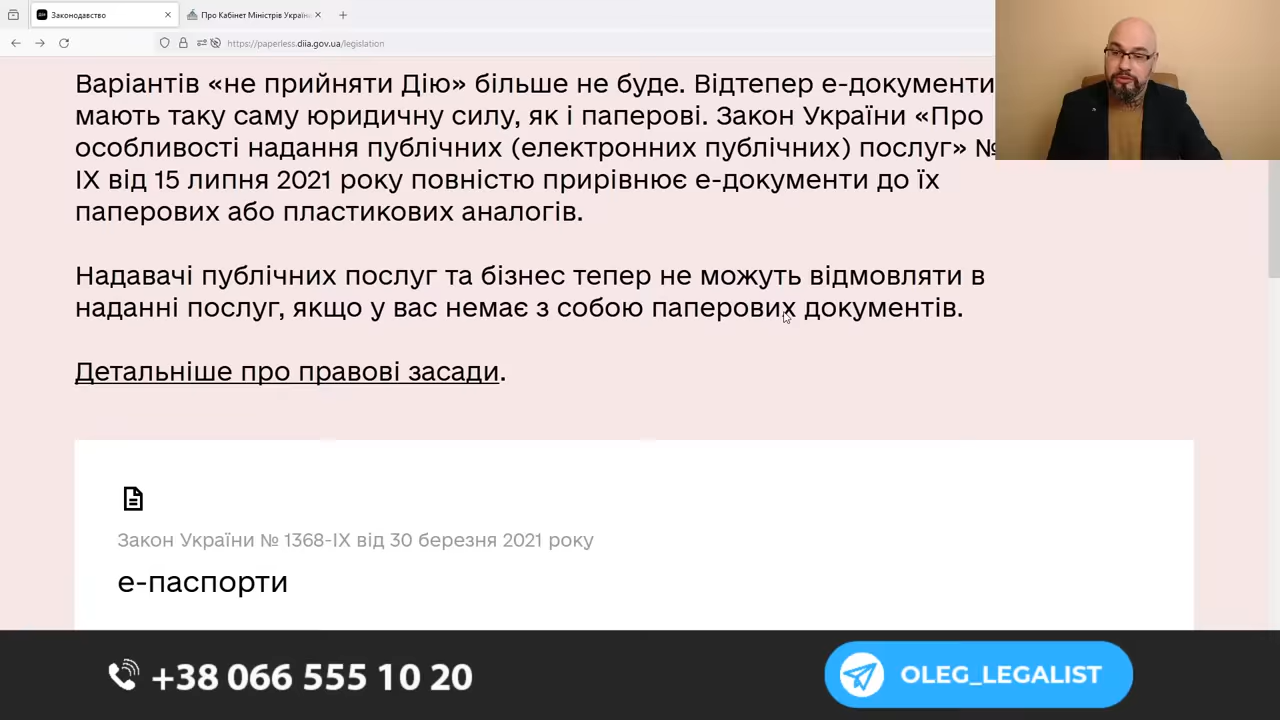 Законодавство
Про Кабінет Міністрів Україн
https://paperless.diia.gov.ua/legislation
Варіантів «не прийняти Дію» більше не буде. Відтепер е-документи
мають таку саму юридичну силу, як і паперові. Закон України «Про
особливості надання публічних (електронних публічних) послуг» №
IX від 15 липня 2021 року повністю прирівнює е-документи до їх
паперових або пластикових аналогів.
Надавачі публічних послуг та бізнес тепер не можуть відмовляти в
наданні послуг, якщо у вас немає з собою паперових документів.
Детальніше про правові засади.
Закон України № 1368-IX від 30 березня 2021 року
е-паспорти
+38 066 555 10 20
OLEG_LEGALIST